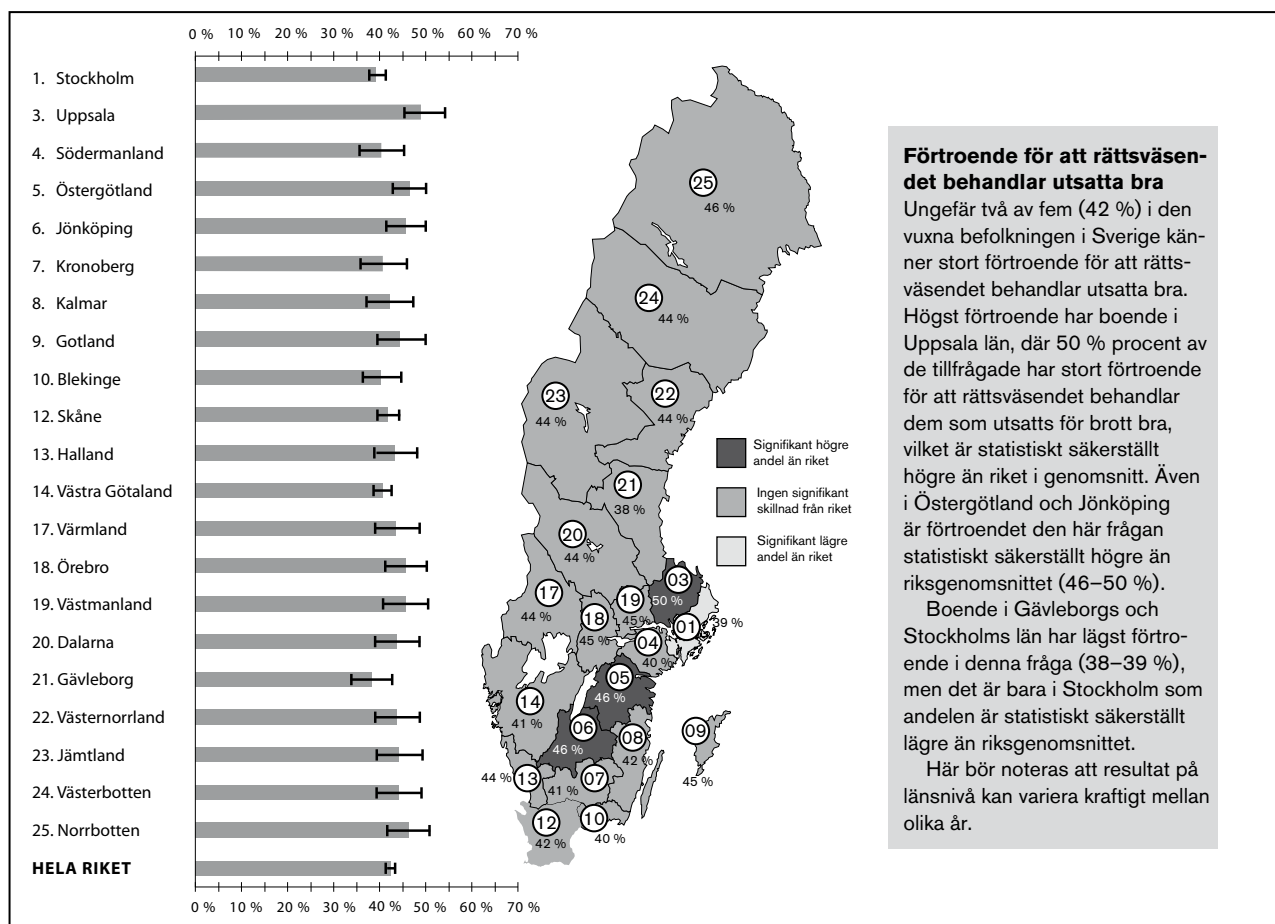 0 % 10 % 20 % 30 % 40 % 50 % 60 % 70 %
1. Stockholm
3. Uppsala
4. Södermanland
5. Östergötland
6. Jönköping
7. Kronoberg
8. Kalmar
9. Gotland
10. Blekinge
12. Skåne
13. Halland
14. Västra Götaland
17. Värmland
18. Örebro
19. Västmanland
20. Dalarna
21. Gävleborg
22. Västernorrland
23. Jämtland
24. Västerbotten
25. Norrbotten
HELA RIKET
0 % 10 % 20 % 30 % 40 % 50 % 60 % 70 %
25
46 %
24
44 %
23
44 %
22
44 %
21
38 %
20
44 %
03
50 %
17
44 %
18
45 %
19
45 %
01
39 %
04
40 %
05
46 %
14
41 %
06
46 %
08
42 %
09
45 %
13
44 %
07
41 %
12
42 %
10
40 %
Signifikant högre
andel än riket
Ingen signifikant
skillnad från riket
Signifikant lägre
andel än riket
Förtroende för att rättsväsen-
det behandlar utsatta bra
Ungefär två av fem (42 %) i den
vuxna befolkningen i Sverige kän-
ner stort förtroende för att rätts-
väsendet behandlar utsatta bra.
Högst förtroende har boende i
Uppsala län, där 50 % procent av
de tillfrågade har stort förtroende
för att rättsväsendet behandlar
dem som utsatts för brott bra,
vilket är statistiskt säkerställt
högre än riket i genomsnitt. Även
i Östergötland och Jönköping
är förtroendet den här frågan
statistiskt säkerställt högre än
riksgenomsnittet (46–50 %).
Boende i Gävleborgs och
Stockholms län har lägst förtro-
ende i denna fråga (38–39 %),
men det är bara i Stockholm som
andelen är statistiskt säkerställt
lägre än riksgenomsnittet.
Här bör noteras att resultat på
länsnivå kan variera kraftigt mellan
olika år.